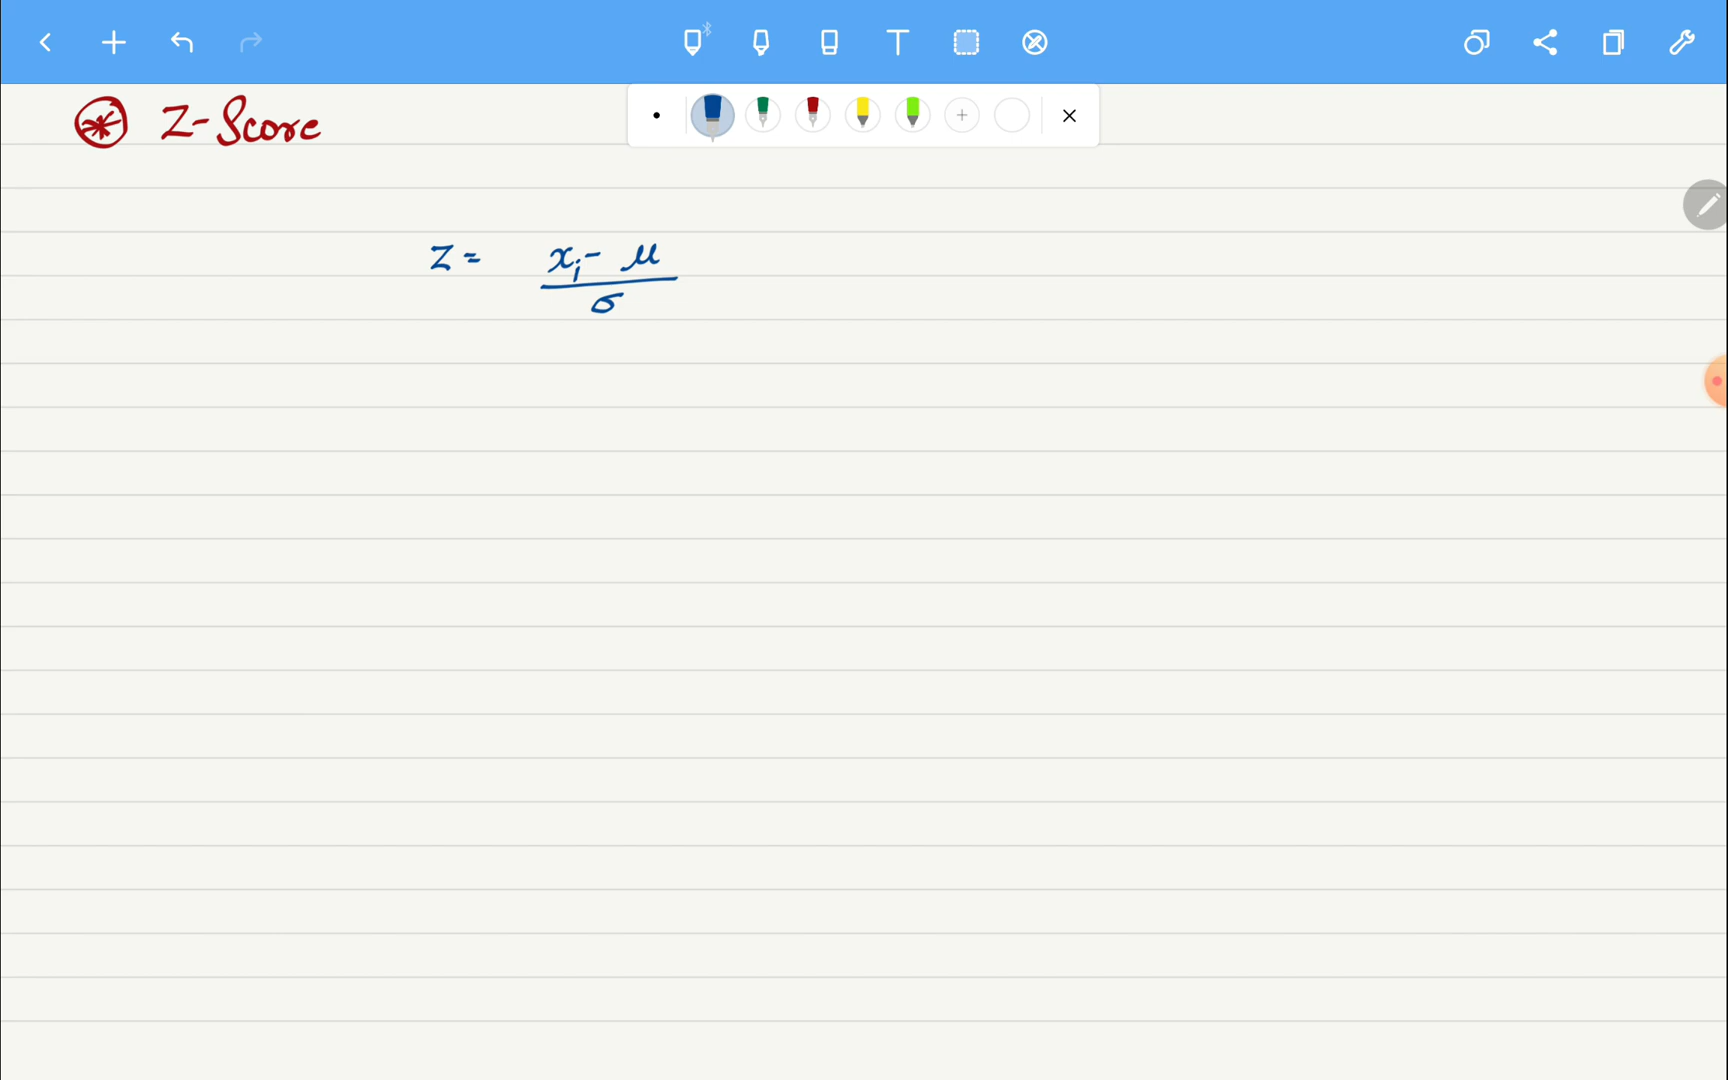 Z-Score
Z = xᵢ - μ
σ